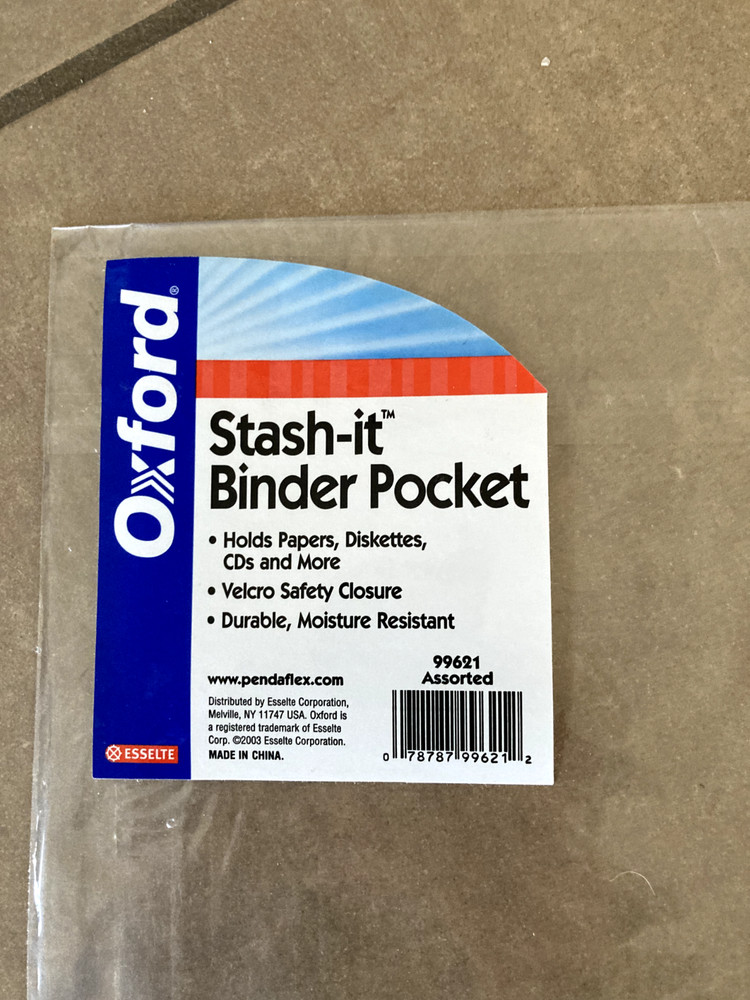 Oxford®
Stash-it™
Binder Pocket
• Holds Papers, Diskettes,
CDs and More
• Velcro Safety Closure
• Durable, Moisture Resistant
www.pendaflex.com
Distributed by Esselte Corporation,
Melville, NY 11747 USA. Oxford is
a registered trademark of Esselte
Corp. ©2003 Esselte Corporation.
MADE IN CHINA.
99621
Assorted
0 78787 99621 2
ESSELTE